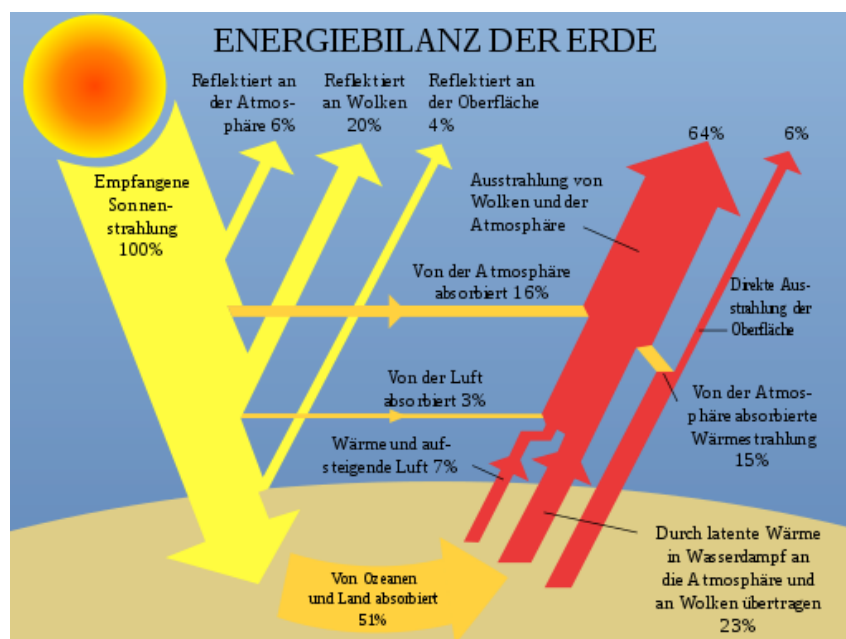 ENERGIEBILANZ DER ERDE
Reflektiert an
der Atmos-
phäre 6%
Reflektiert
an Wolken
20%
Reflektiert an
der Oberfläche
4%
64%
6%
Empfangene
Sonnen-
strahlung
100%
Ausstrahlung von
Wolken und der
Atmosphäre
Von der Atmosphäre
absorbiert 16%
Direkte Aus-
strahlung der
Oberfläche
Von der Luft
absorbiert 3%
Von der Atmos-
phäre absorbierte
Wärmestrahlung
15%
Wärme und auf-
steigende Luft 7%
Durch latente Wärme
in Wasserdampf an
die Atmosphäre und
an Wolken übertragen
23%
Von Ozeanen
und Land absorbiert
51%